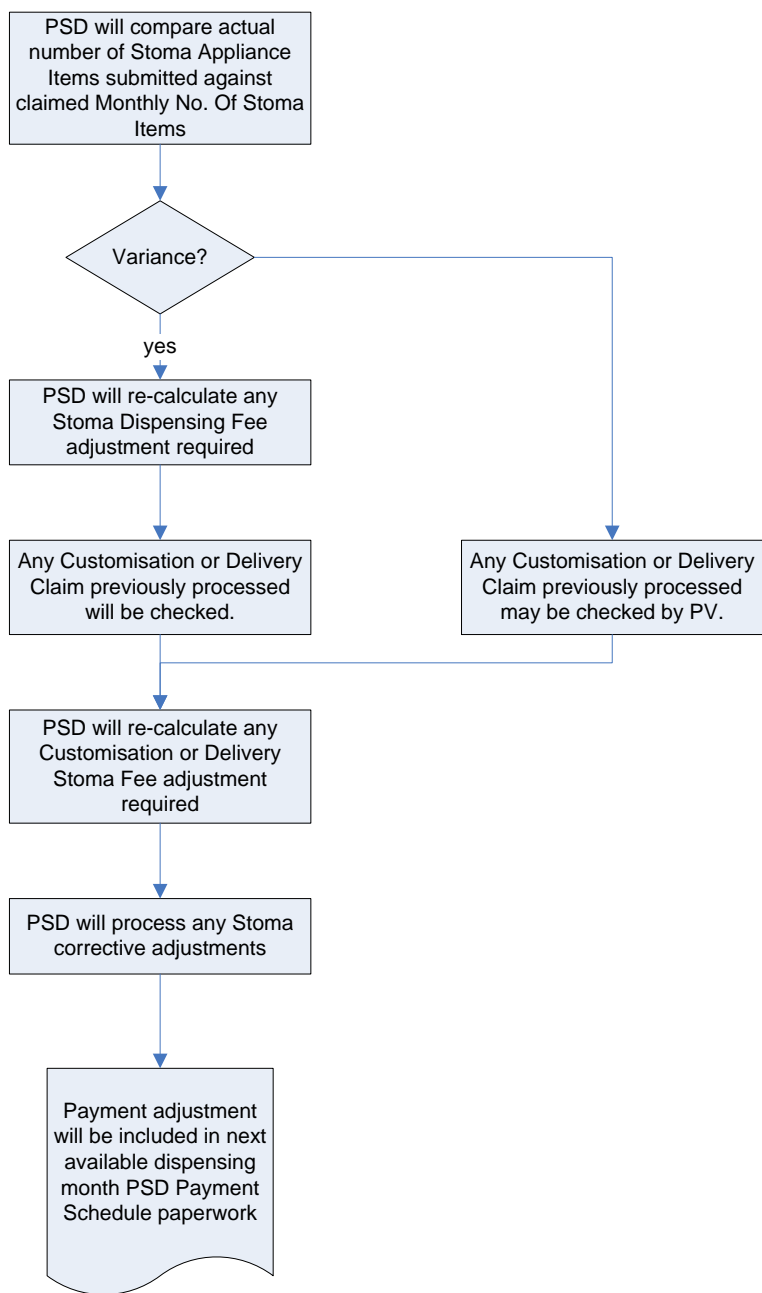 PSD will compare actual
number of Stoma Appliance
Items submitted against
claimed Monthly No. Of Stoma
Items
Variance?
yes
PSD will re-calculate any
Stoma Dispensing Fee
adjustment required
Any Customisation or Delivery
Claim previously processed
will be checked.
Any Customisation or Delivery
Claim previously processed
may be checked by PV.
PSD will re-calculate any
Customisation or Delivery
Stoma Fee adjustment
required
PSD will process any Stoma
corrective adjustments
Payment adjustment
will be included in next
available dispensing
month PSD Payment
Schedule paperwork